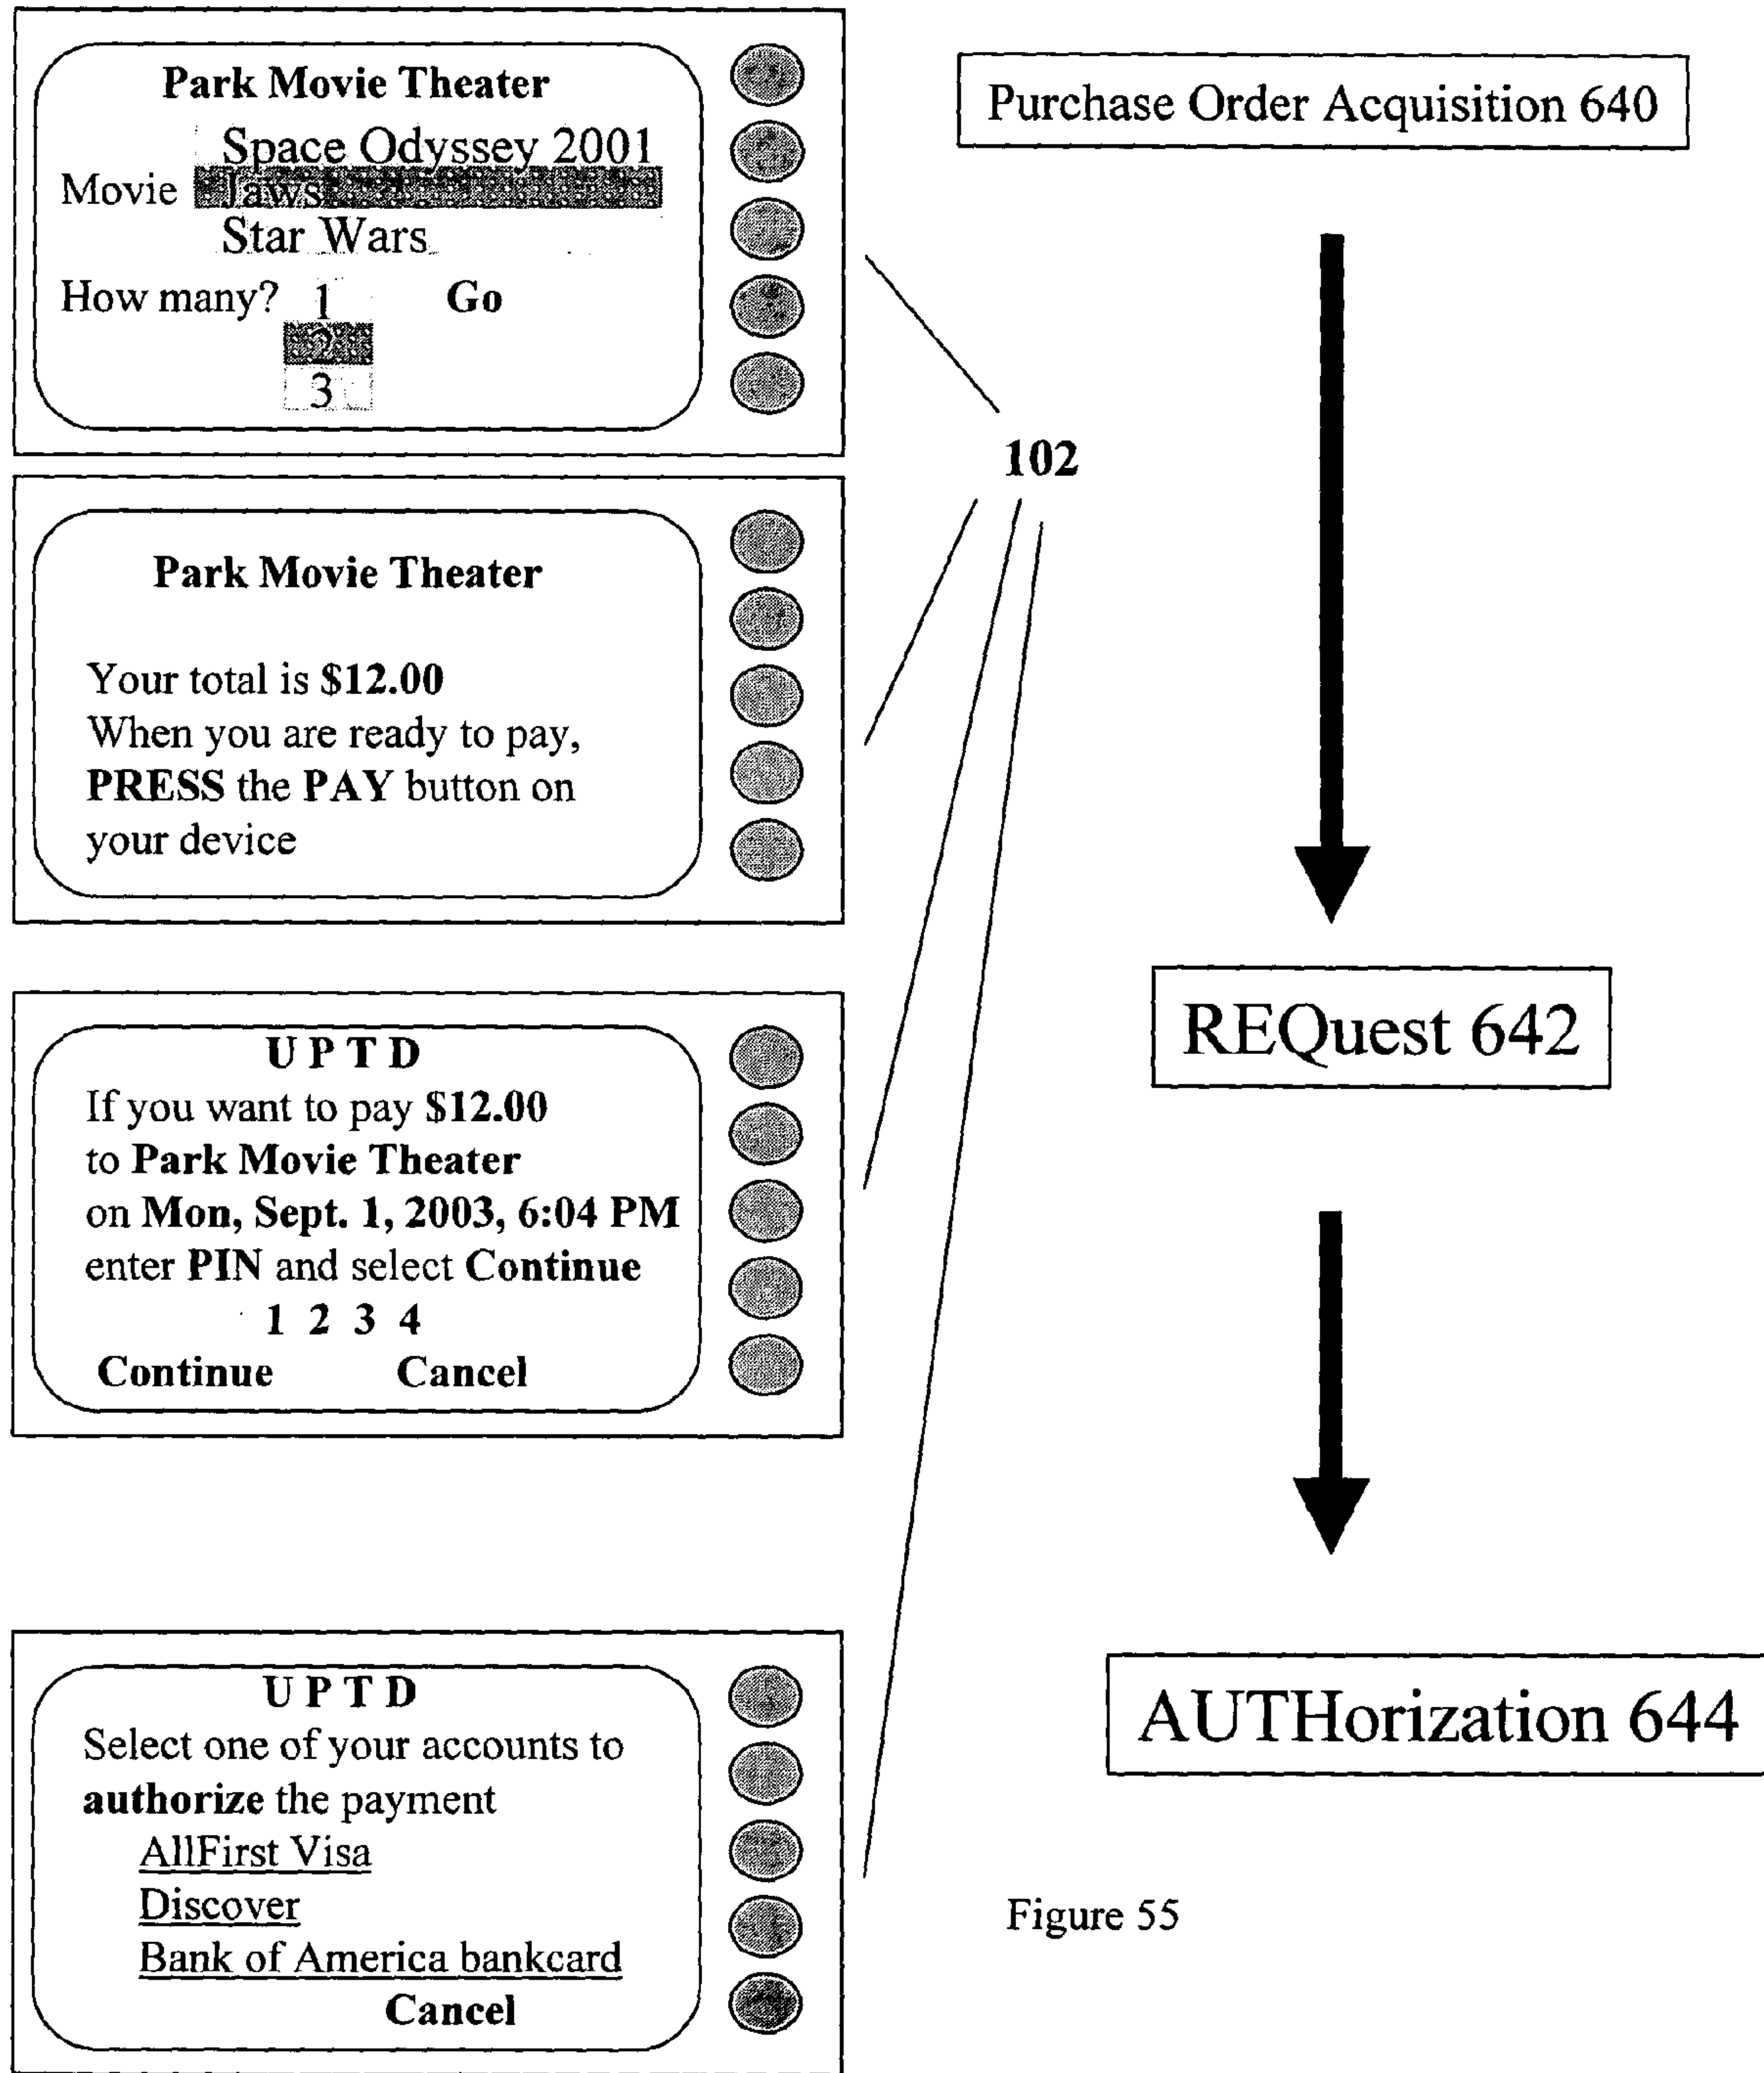 Park Movie Theater
Space Odyssey 2001
Movie Jaws
Star Wars
How many? 1 Go
2
3
Purchase Order Acquisition 640
102
Park Movie Theater
Your total is $12.00
When you are ready to pay,
PRESS the PAY button on
your device
REQuest 642
U P T D
If you want to pay $12.00
to Park Movie Theater
on Mon, Sept. 1, 2003, 6:04 PM
enter PIN and select Continue
1 2 3 4
Continue Cancel
AUTHorization 644
U P T D
Select one of your accounts to
authorize the payment
AllFirst Visa
Discover
Bank of America bankcard
Cancel
Figure 55